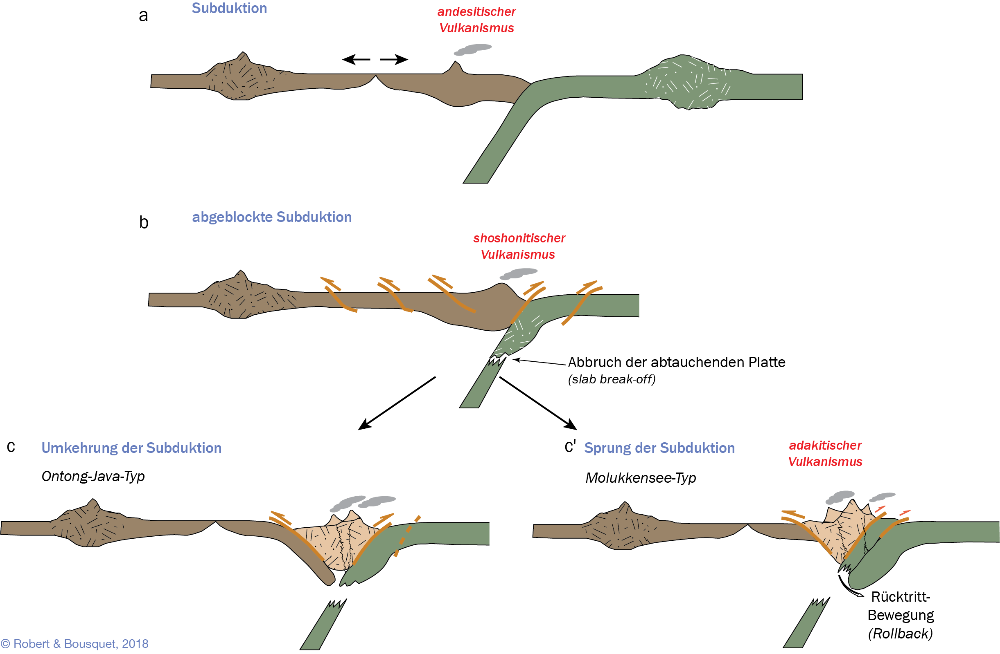 a
Subduktion
andesitischer
Vulkanismus
b
abgeblockte Subduktion
shoshonitischer
Vulkanismus
Abbruch der abtauchenden Platte
(slab break-off)
c
Umkehrung der Subduktion
Ontong-Java-Typ
c'
Sprung der Subduktion
Molukkensee-Typ
adakitischer
Vulkanismus
Rücktritt-
Bewegung
(Rollback)
© Robert & Bousquet, 2018